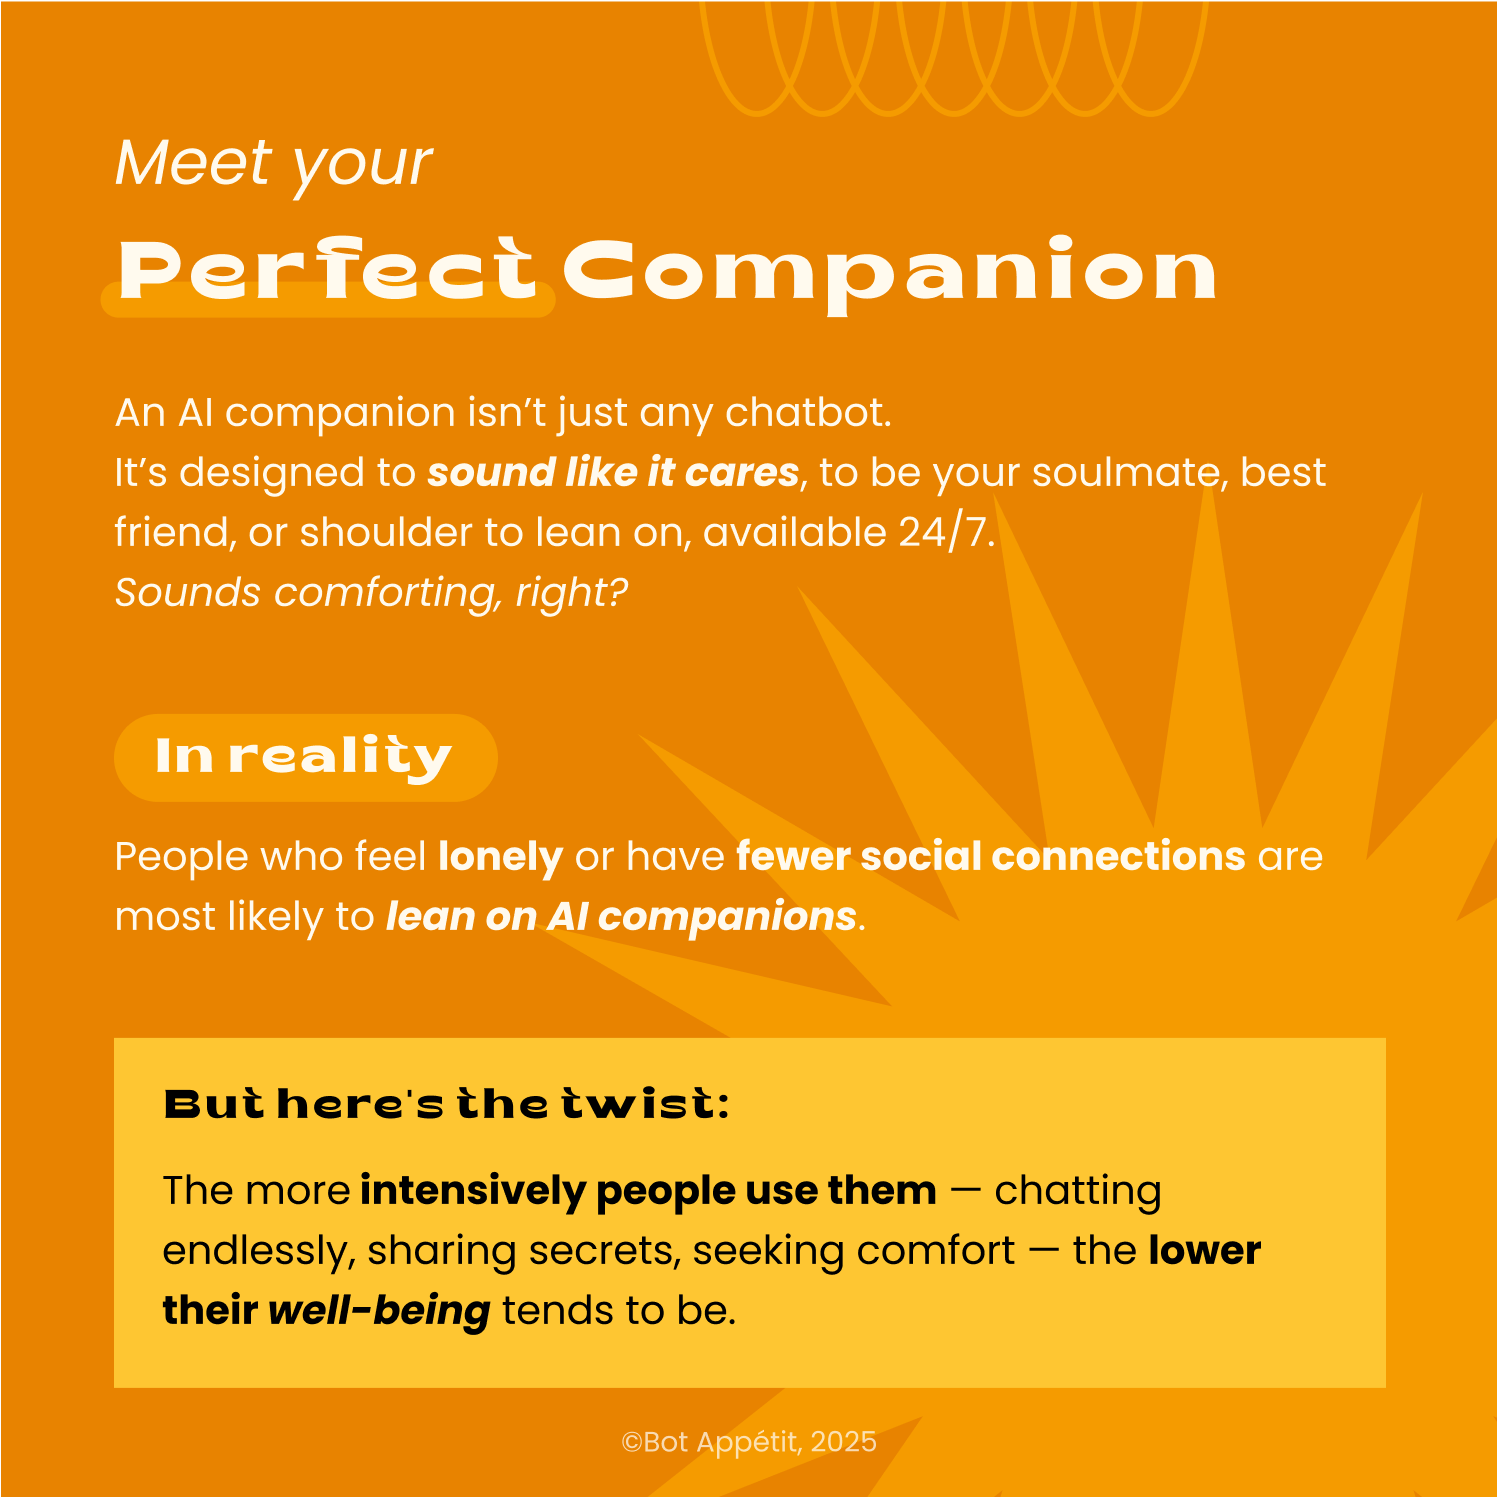 Meet your
Perfect Companion
An AI companion isn’t just any chatbot.
It’s designed to sound like it cares, to be your soulmate, best
friend, or shoulder to lean on, available 24/7.
Sounds comforting, right?
In reality
People who feel lonely or have fewer social connections are
most likely to lean on AI companions.
But here's the twist:
The more intensively people use them — chatting
endlessly, sharing secrets, seeking comfort — the lower
their well-being tends to be.
©Bot Appétit, 2025